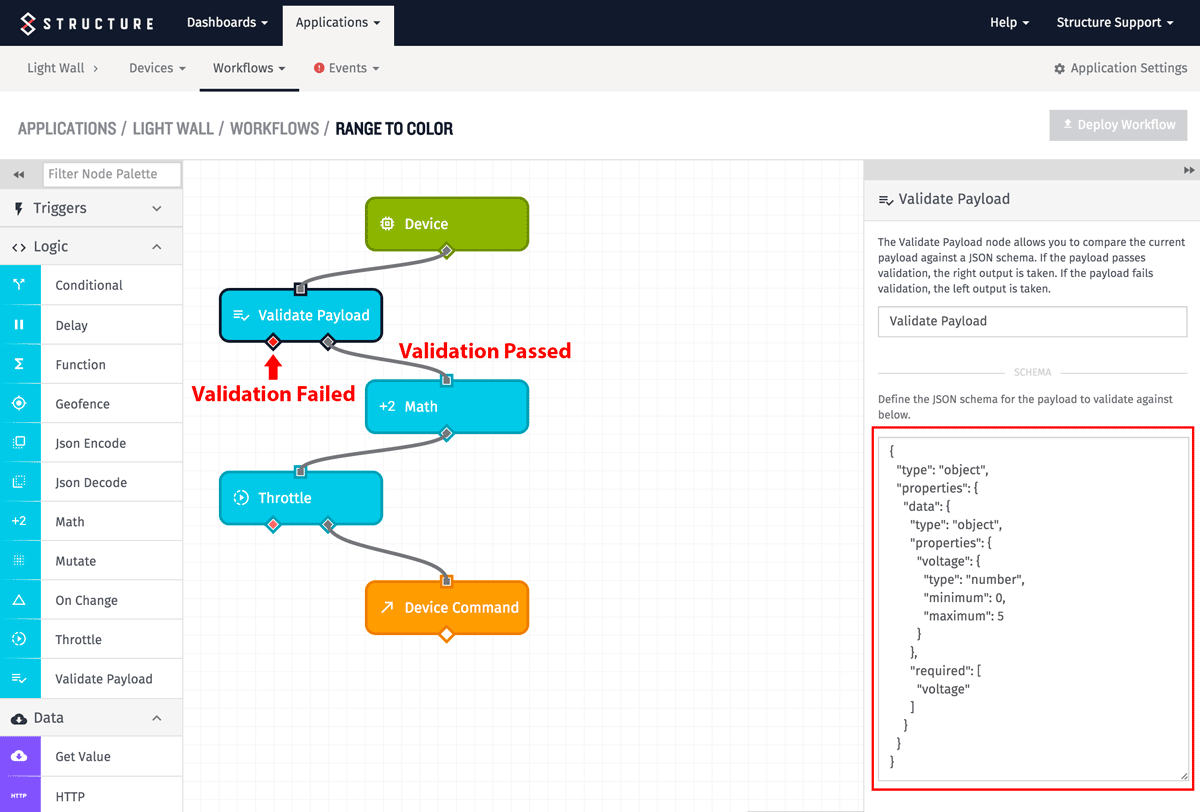 STRUCTURE
Dashboards
Applications
Help
Structure Support
Light Wall
Devices
Workflows
Events
Application Settings
APPLICATIONS / LIGHT WALL / WORKFLOWS / RANGE TO COLOR
Deploy Workflow
Filter Node Palette
Triggers
Logic
Conditional
Delay
Function
Geofence
Json Encode
Json Decode
+2 Math
Mutate
On Change
Throttle
Validate Payload
Data
Get Value
HTTP HTTP
Device
Validate Payload
Validation Passed
Validation Failed
+2 Math
Throttle
Device Command
Validate Payload
The Validate Payload node allows you to compare the current
payload against a JSON schema. If the payload passes
validation, the right output is taken. If the payload fails
validation, the left output is taken.
Validate Payload
SCHEMA
Define the JSON schema for the payload to validate against
below.
{
"type": "object",
"properties": {
"data": {
"type": "object",
"properties": {
"voltage": {
"type": "number",
"minimum": 0,
"maximum": 5
}
},
"required": [
"voltage"
]
}
}
}